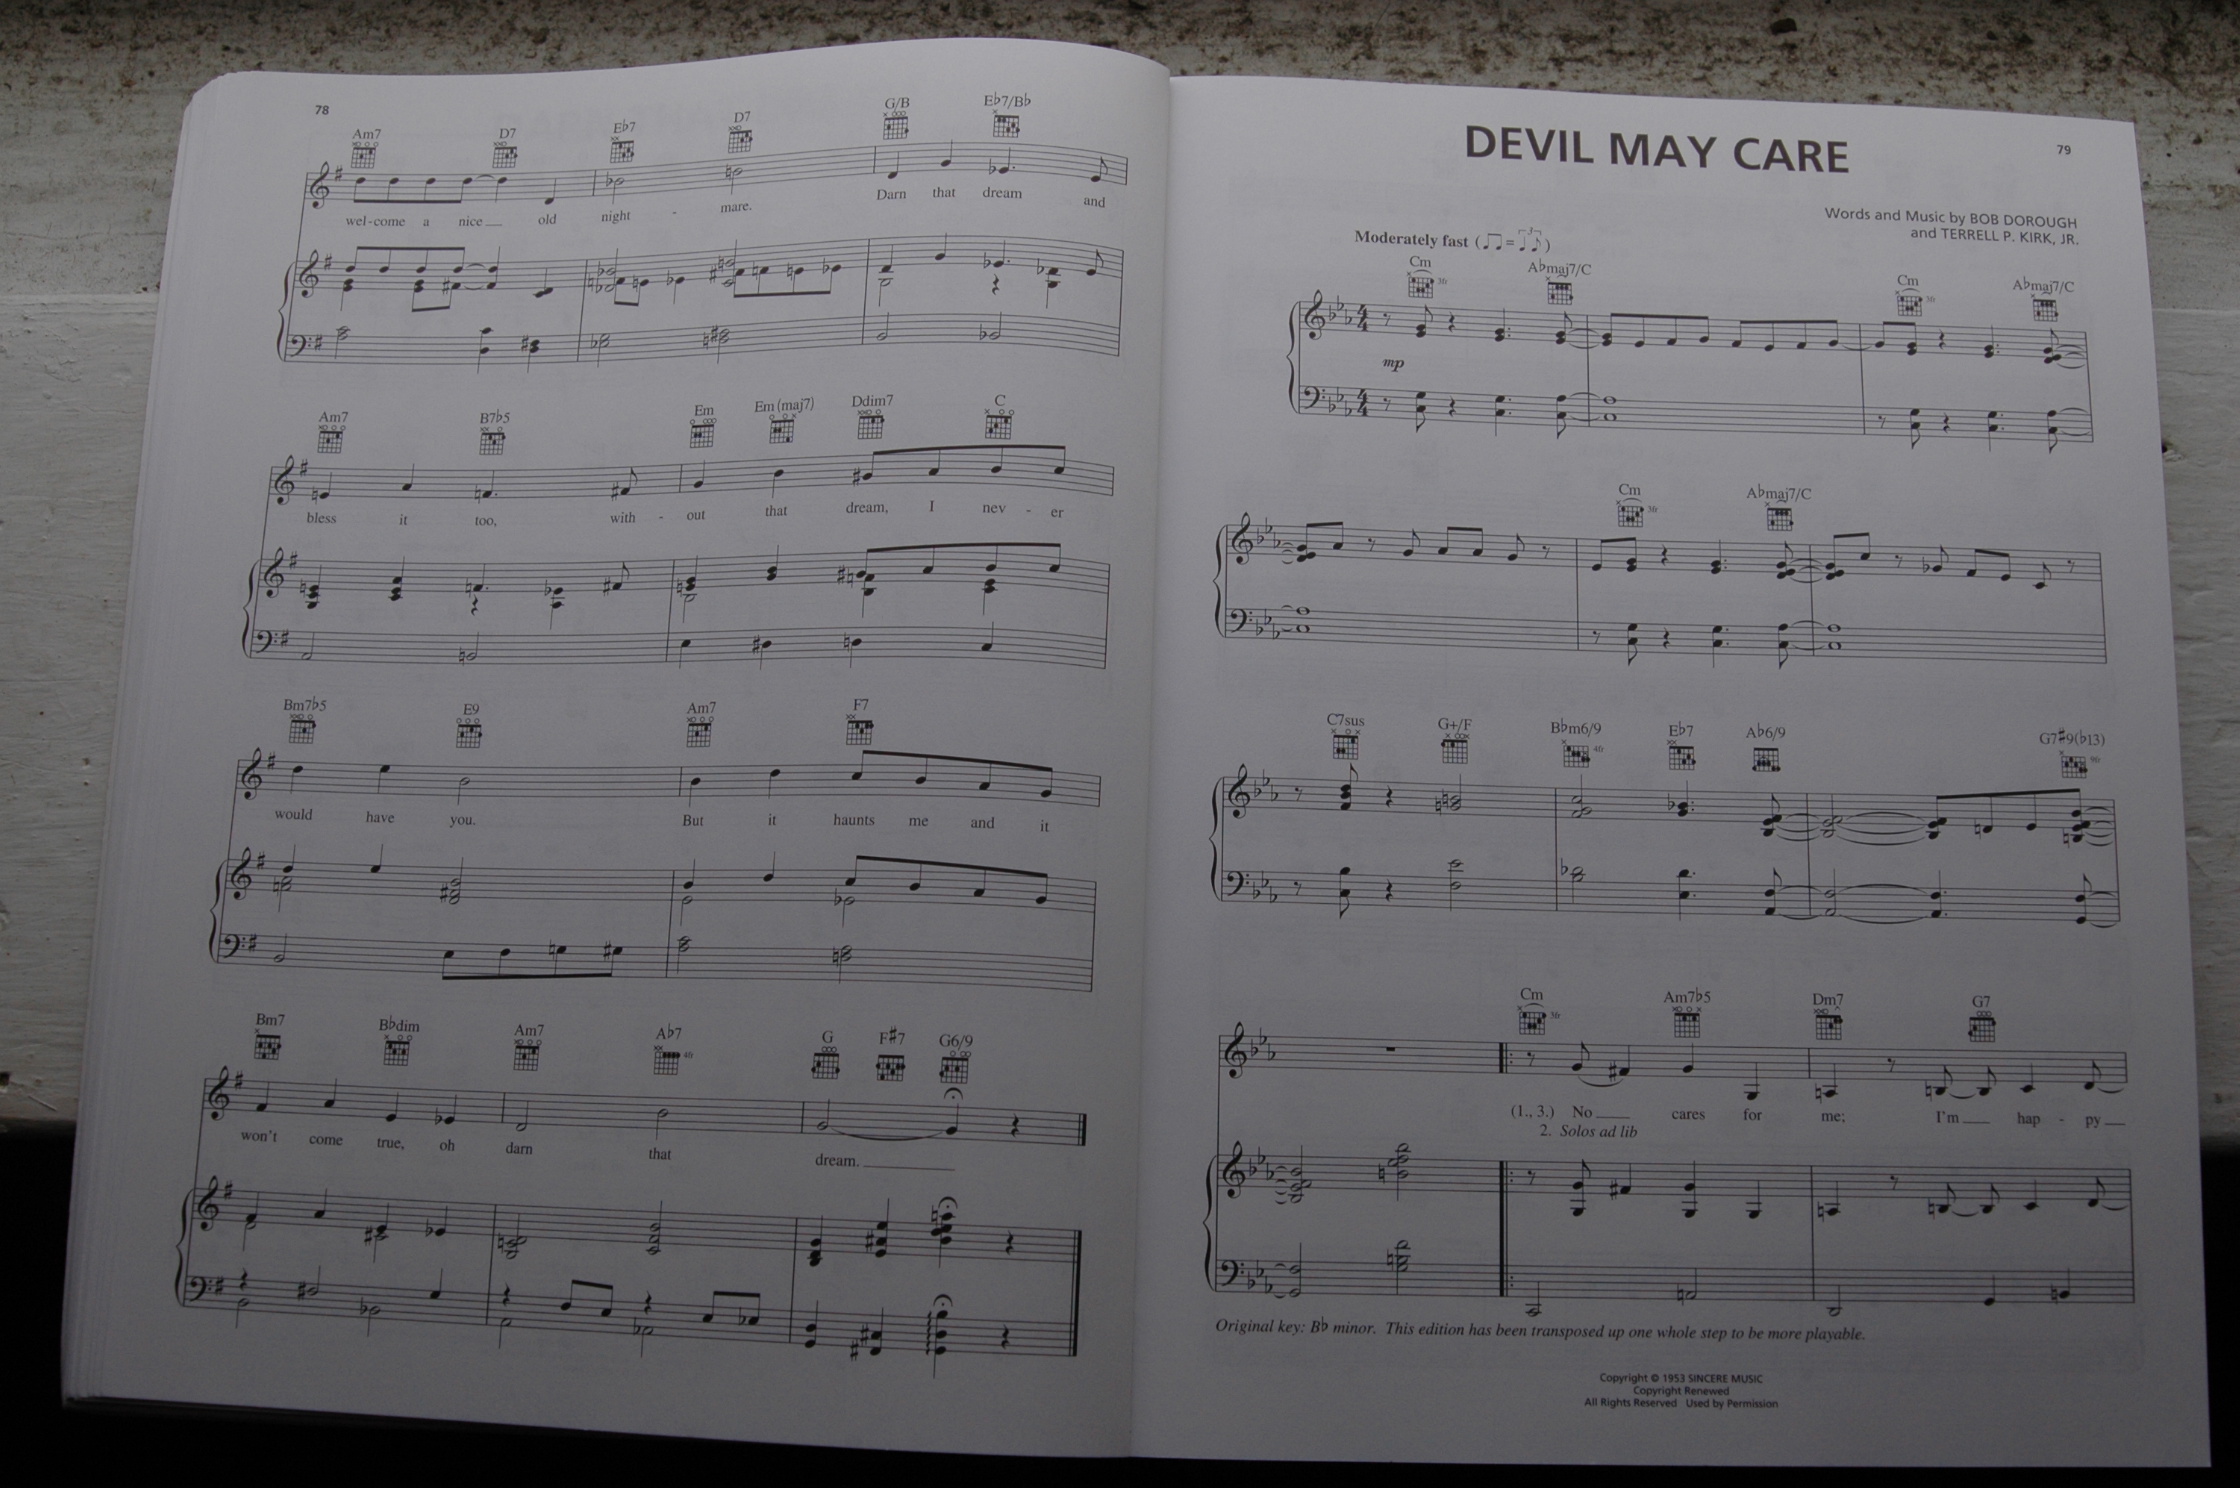 78
Am7 D7 E♭7 D7 G/B E♭7/B♭
wel-come a nice old night - mare. Darn that dream and
Am7 B7♭5 Em Em(maj7) Ddim7 C
bless it too, with - out that dream, I nev - er
Bm7♭5 E9 Am7 F7
would have you. But it haunts me and it
Bm7 B♭dim Am7 A♭7 G F♯7 G6/9
4fr
won't come true, oh darn that dream.
DEVIL MAY CARE
79
Words and Music by BOB DOROUGH
and TERRELL P. KIRK, JR.
Moderately fast
3
Cm A♭maj7/C Cm A♭maj7/C
3fr 3fr
mp
Cm A♭maj7/C
3fr
C7sus G+/F B♭m6/9 E♭7 A♭6/9 G7♯9(♭13)
4fr 9fr
Cm Am7♭5 Dm7 G7
3fr
(1., 3.) No cares for me; I'm hap - py
2. Solos ad lib
Original key: B♭ minor. This edition has been transposed up one whole step to be more playable.
Copyright © 1953 SINCERE MUSIC
Copyright Renewed
All Rights Reserved Used by Permission